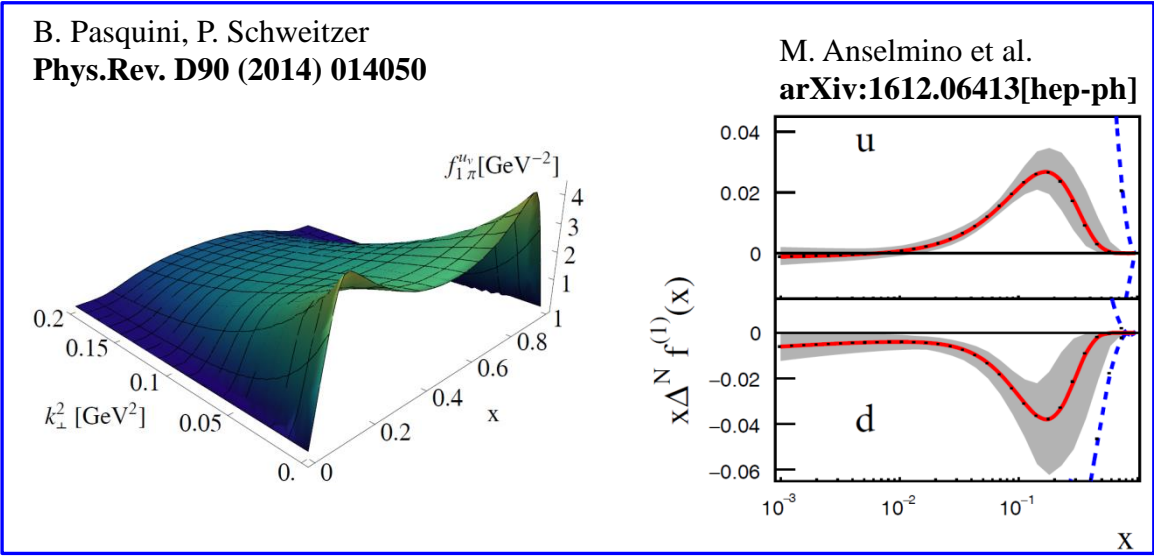 B. Pasquini, P. Schweitzer
Phys.Rev. D90 (2014) 014050
f_{1π}^{u_v}[GeV^{-2}]
4
3
2
1
0.2
0.15
0.1
0.05
0.
k_⊥^2 [GeV^2]
0
0.2
0.4
0.6
0.8
1
x
M. Anselmino et al.
arXiv:1612.06413[hep-ph]
u
0.04
0.02
0
x∆^N f^{(1)}(x)
0
−0.02
−0.04
−0.06
d
10^{-3}
10^{-2}
10^{-1}
x